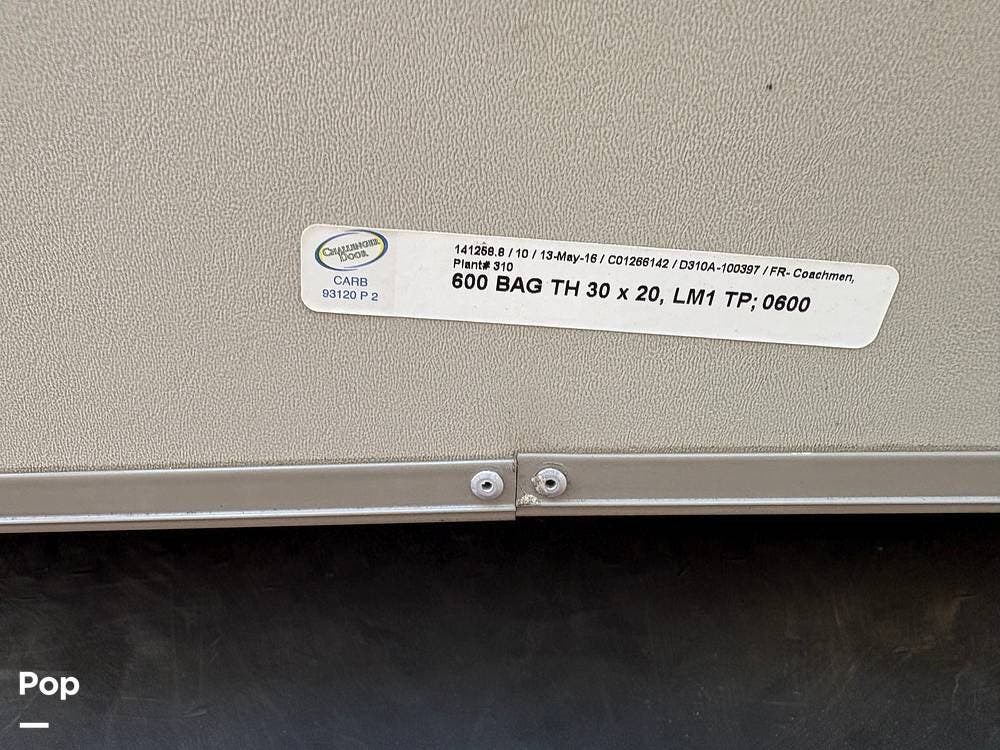 CHALLENGER
DOOR
CARB
93120 P 2
141268.8 / 10 / 13-May-16 / C01266142 / D310A-100397 / FR- Coachmen,
Plant# 310
600 BAG TH 30 x 20, LM1 TP; 0600
Pop